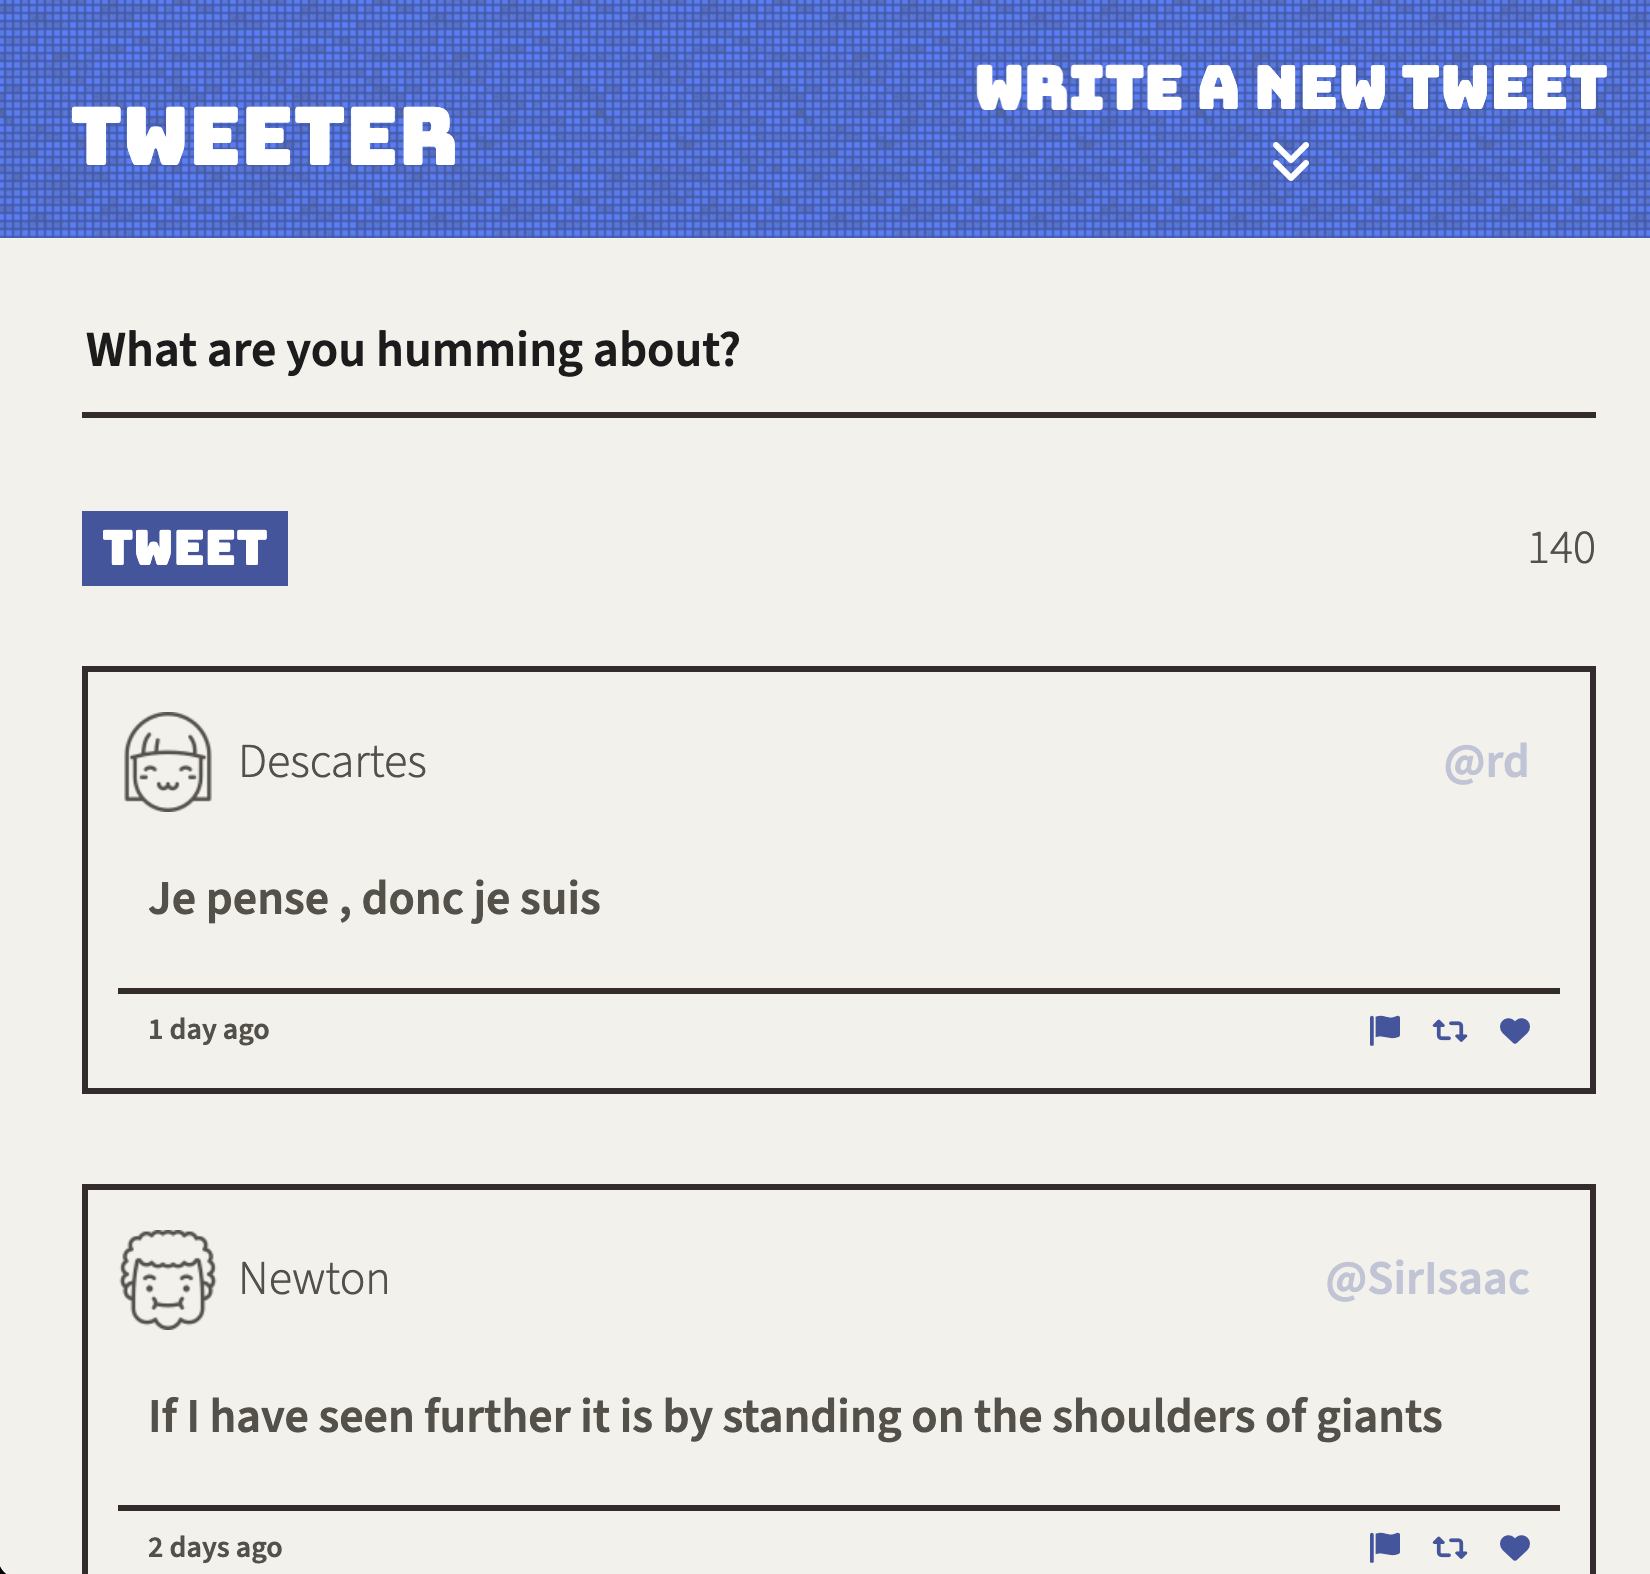 TWEETER
WRITE A NEW TWEET
What are you humming about?
TWEET
140
Descartes
@rd
Je pense , donc je suis
1 day ago
Newton
@SirIsaac
If I have seen further it is by standing on the shoulders of giants
2 days ago